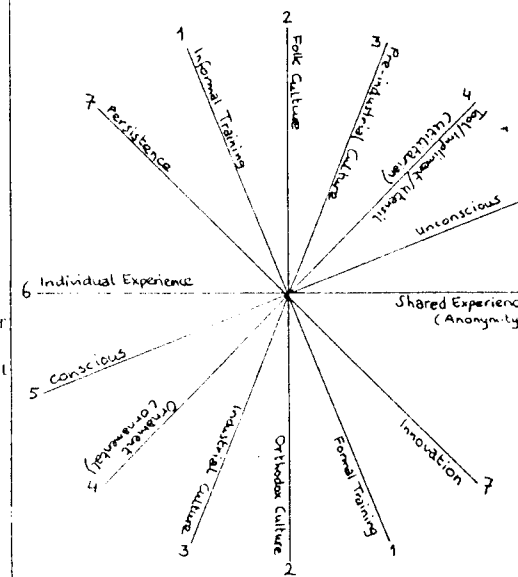 2
1
3
Folk Culture
Informal Training
Pre-industrial Culture
7
4
Persistence
Tool/Impliment/Utensil
(utilitarian)
unconscious
6 Individual Experience
Shared Experienc
(Anonymity
conscious
5
Ornament
(ornamental)
4
Industrial Culture
3
Orthodox Culture
2
Formal Training
1
Innovation
7